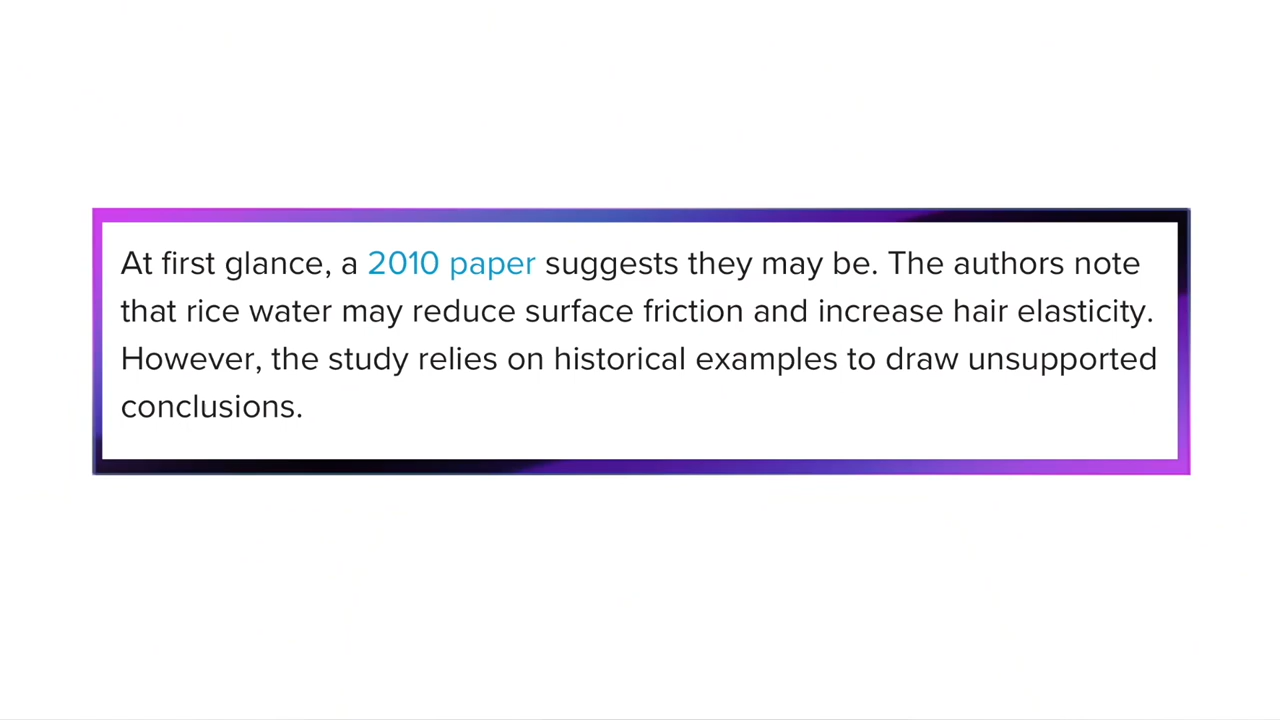 At first glance, a 2010 paper suggests they may be. The authors note
that rice water may reduce surface friction and increase hair elasticity.
However, the study relies on historical examples to draw unsupported
conclusions.